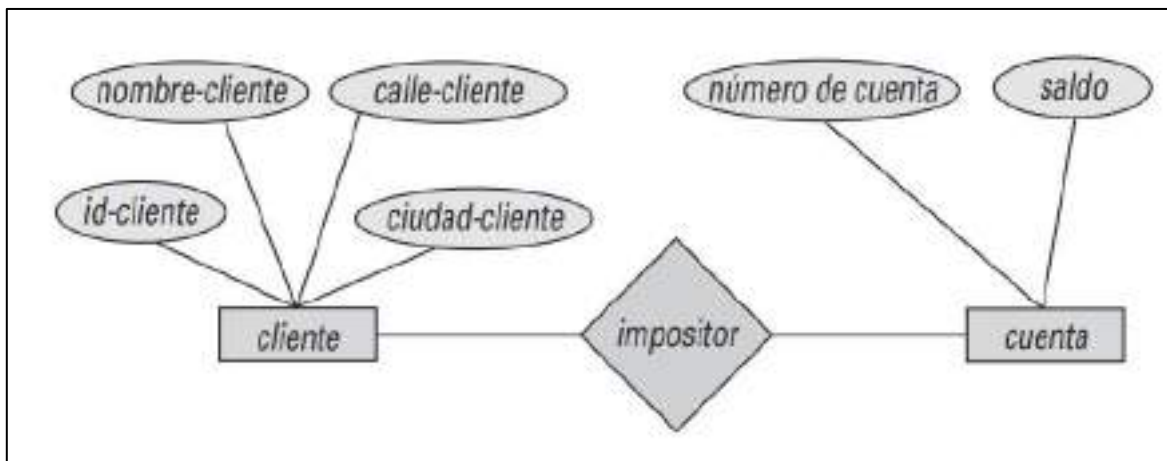 nombre-cliente
calle-cliente
número de cuenta
saldo
id-cliente
ciudad-cliente
cliente
impositor
cuenta